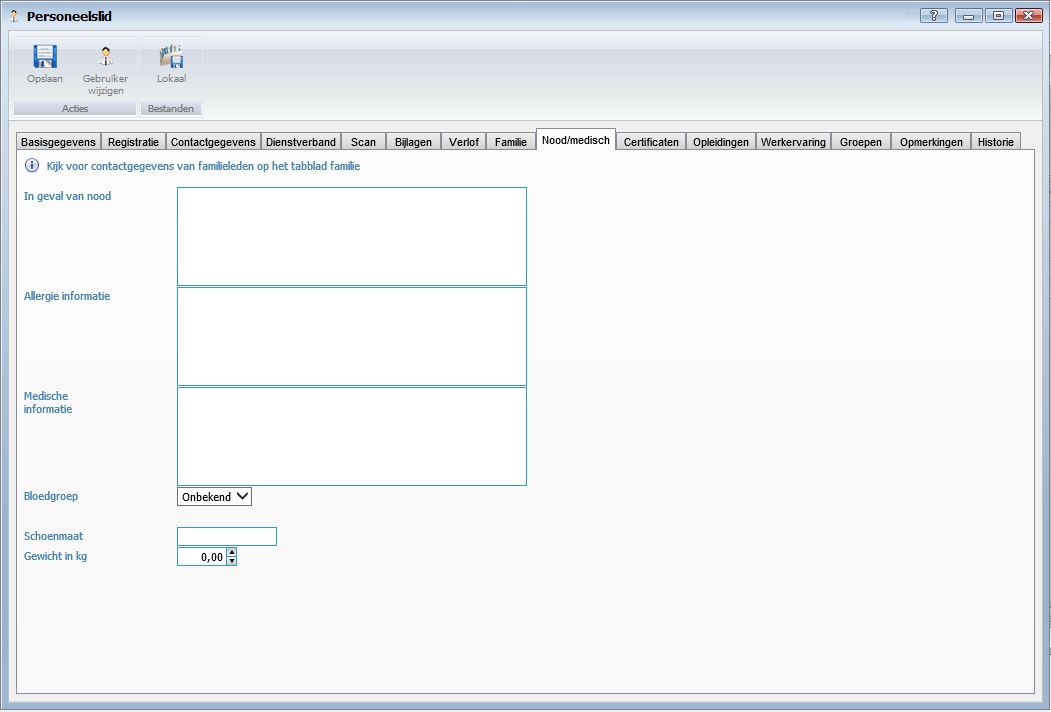 Personeelslid
?
Opslaan
Gebruiker
wijzigen
Lokaal
Acties
Bestanden
Basisgegevens
Registratie
Contactgegevens
Dienstverband
Scan
Bijlagen
Verlof
Familie
Nood/medisch
Certificaten
Opleidingen
Werkervaring
Groepen
Opmerkingen
Historie
Kijk voor contactgegevens van familieleden op het tabblad familie
In geval van nood
Allergie informatie
Medische
informatie
Bloedgroep
Onbekend
Schoenmaat
Gewicht in kg
0,00